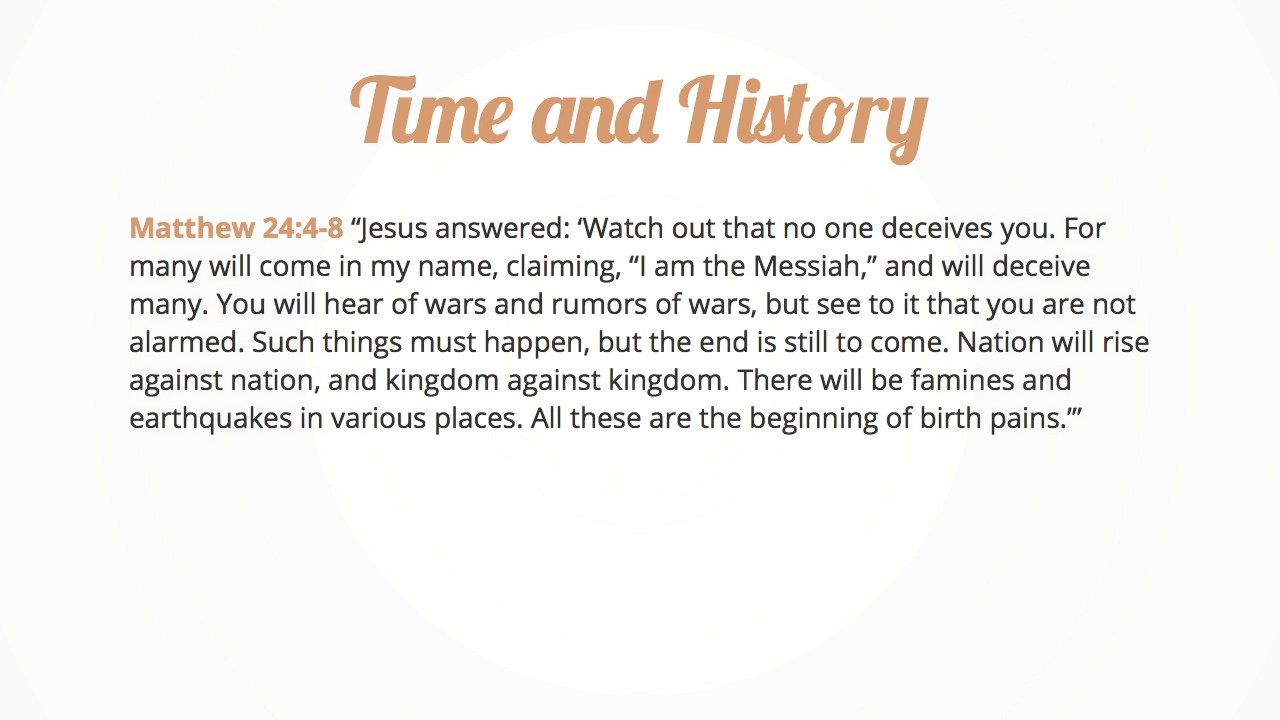 Time and History
Matthew 24:4-8 “Jesus answered: ‘Watch out that no one deceives you. For
many will come in my name, claiming, “I am the Messiah,” and will deceive
many. You will hear of wars and rumors of wars, but see to it that you are not
alarmed. Such things must happen, but the end is still to come. Nation will rise
against nation, and kingdom against kingdom. There will be famines and
earthquakes in various places. All these are the beginning of birth pains.’”